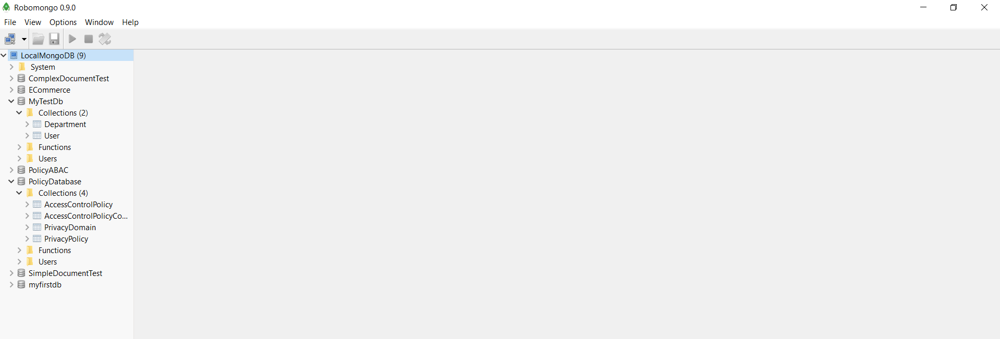 Robomongo 0.9.0
File View Options Window Help
LocalMongoDB (9)
System
ComplexDocumentTest
ECommerce
MyTestDb
Collections (2)
Department
User
Functions
Users
PolicyABAC
PolicyDatabase
Collections (4)
AccessControlPolicy
AccessControlPolicyCo...
PrivacyDomain
PrivacyPolicy
Functions
Users
SimpleDocumentTest
myfirstdb